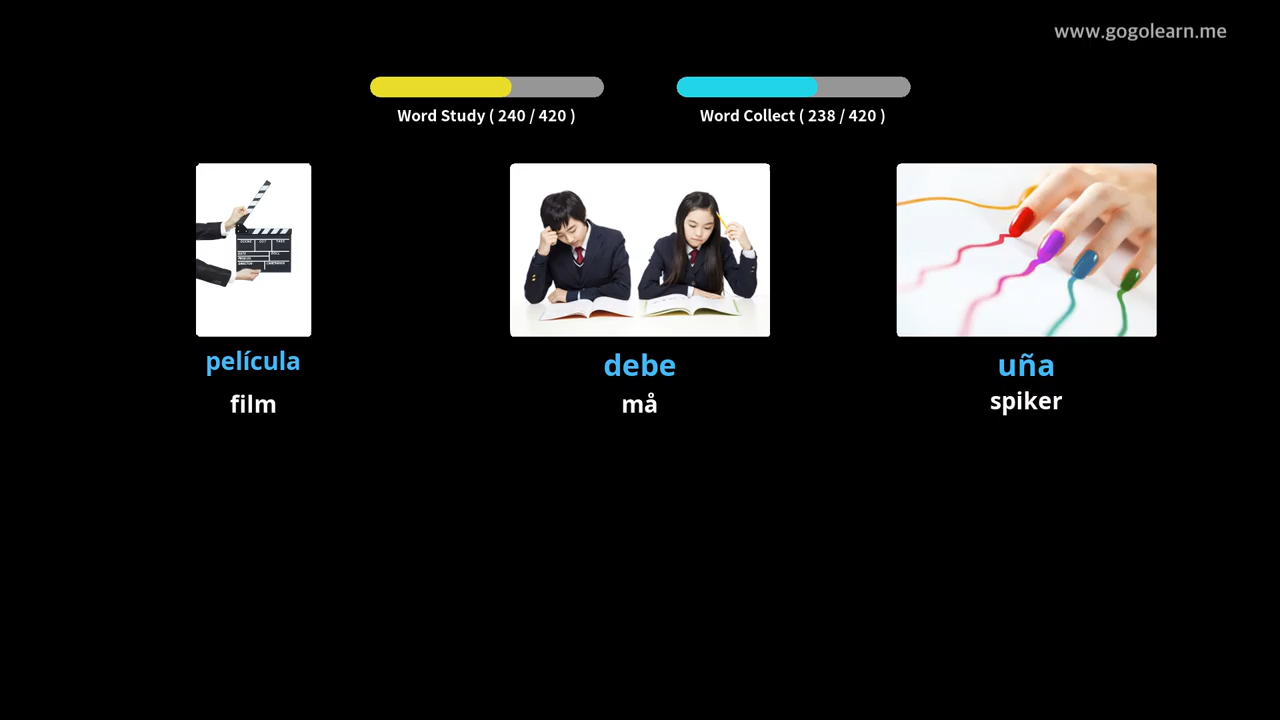 www.gogolearn.me
Word Study ( 240 / 420 )
Word Collect ( 238 / 420 )
película
debe
uña
film
må
spiker